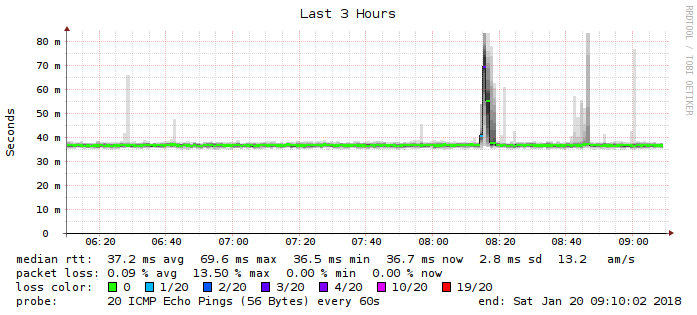 Last 3 Hours
RRDTOOL / TOBI OETIKER
Seconds
80 m
70 m
60 m
50 m
40 m
30 m
20 m
10 m
0
06:20 06:40 07:00 07:20 07:40 08:00 08:20 08:40 09:00
median rtt: 37.2 ms avg 69.6 ms max 36.5 ms min 36.7 ms now 2.8 ms sd 13.2 am/s
packet loss: 0.09 % avg 13.50 % max 0.00 % min 0.00 % now
loss color: 0 1/20 2/20 3/20 4/20 10/20 19/20
probe: 20 ICMP Echo Pings (56 Bytes) every 60s end: Sat Jan 20 09:10:02 2018